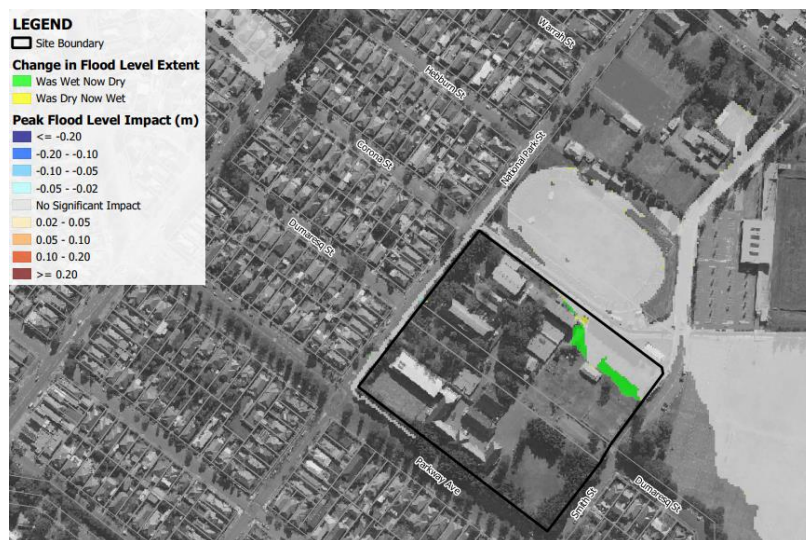 LEGEND
Site Boundary
Change in Flood Level Extent
Was Wet Now Dry
Was Dry Now Wet
Peak Flood Level Impact (m)
<= -0.20
-0.20 - -0.10
-0.10 - -0.05
-0.05 - -0.02
No Significant Impact
0.02 - 0.05
0.05 - 0.10
0.10 - 0.20
>= 0.20
Warrah St
Hebburn St
National Park St
Corona St
Dumaresq St
Parkway Ave
Smith St
Dumaresq St